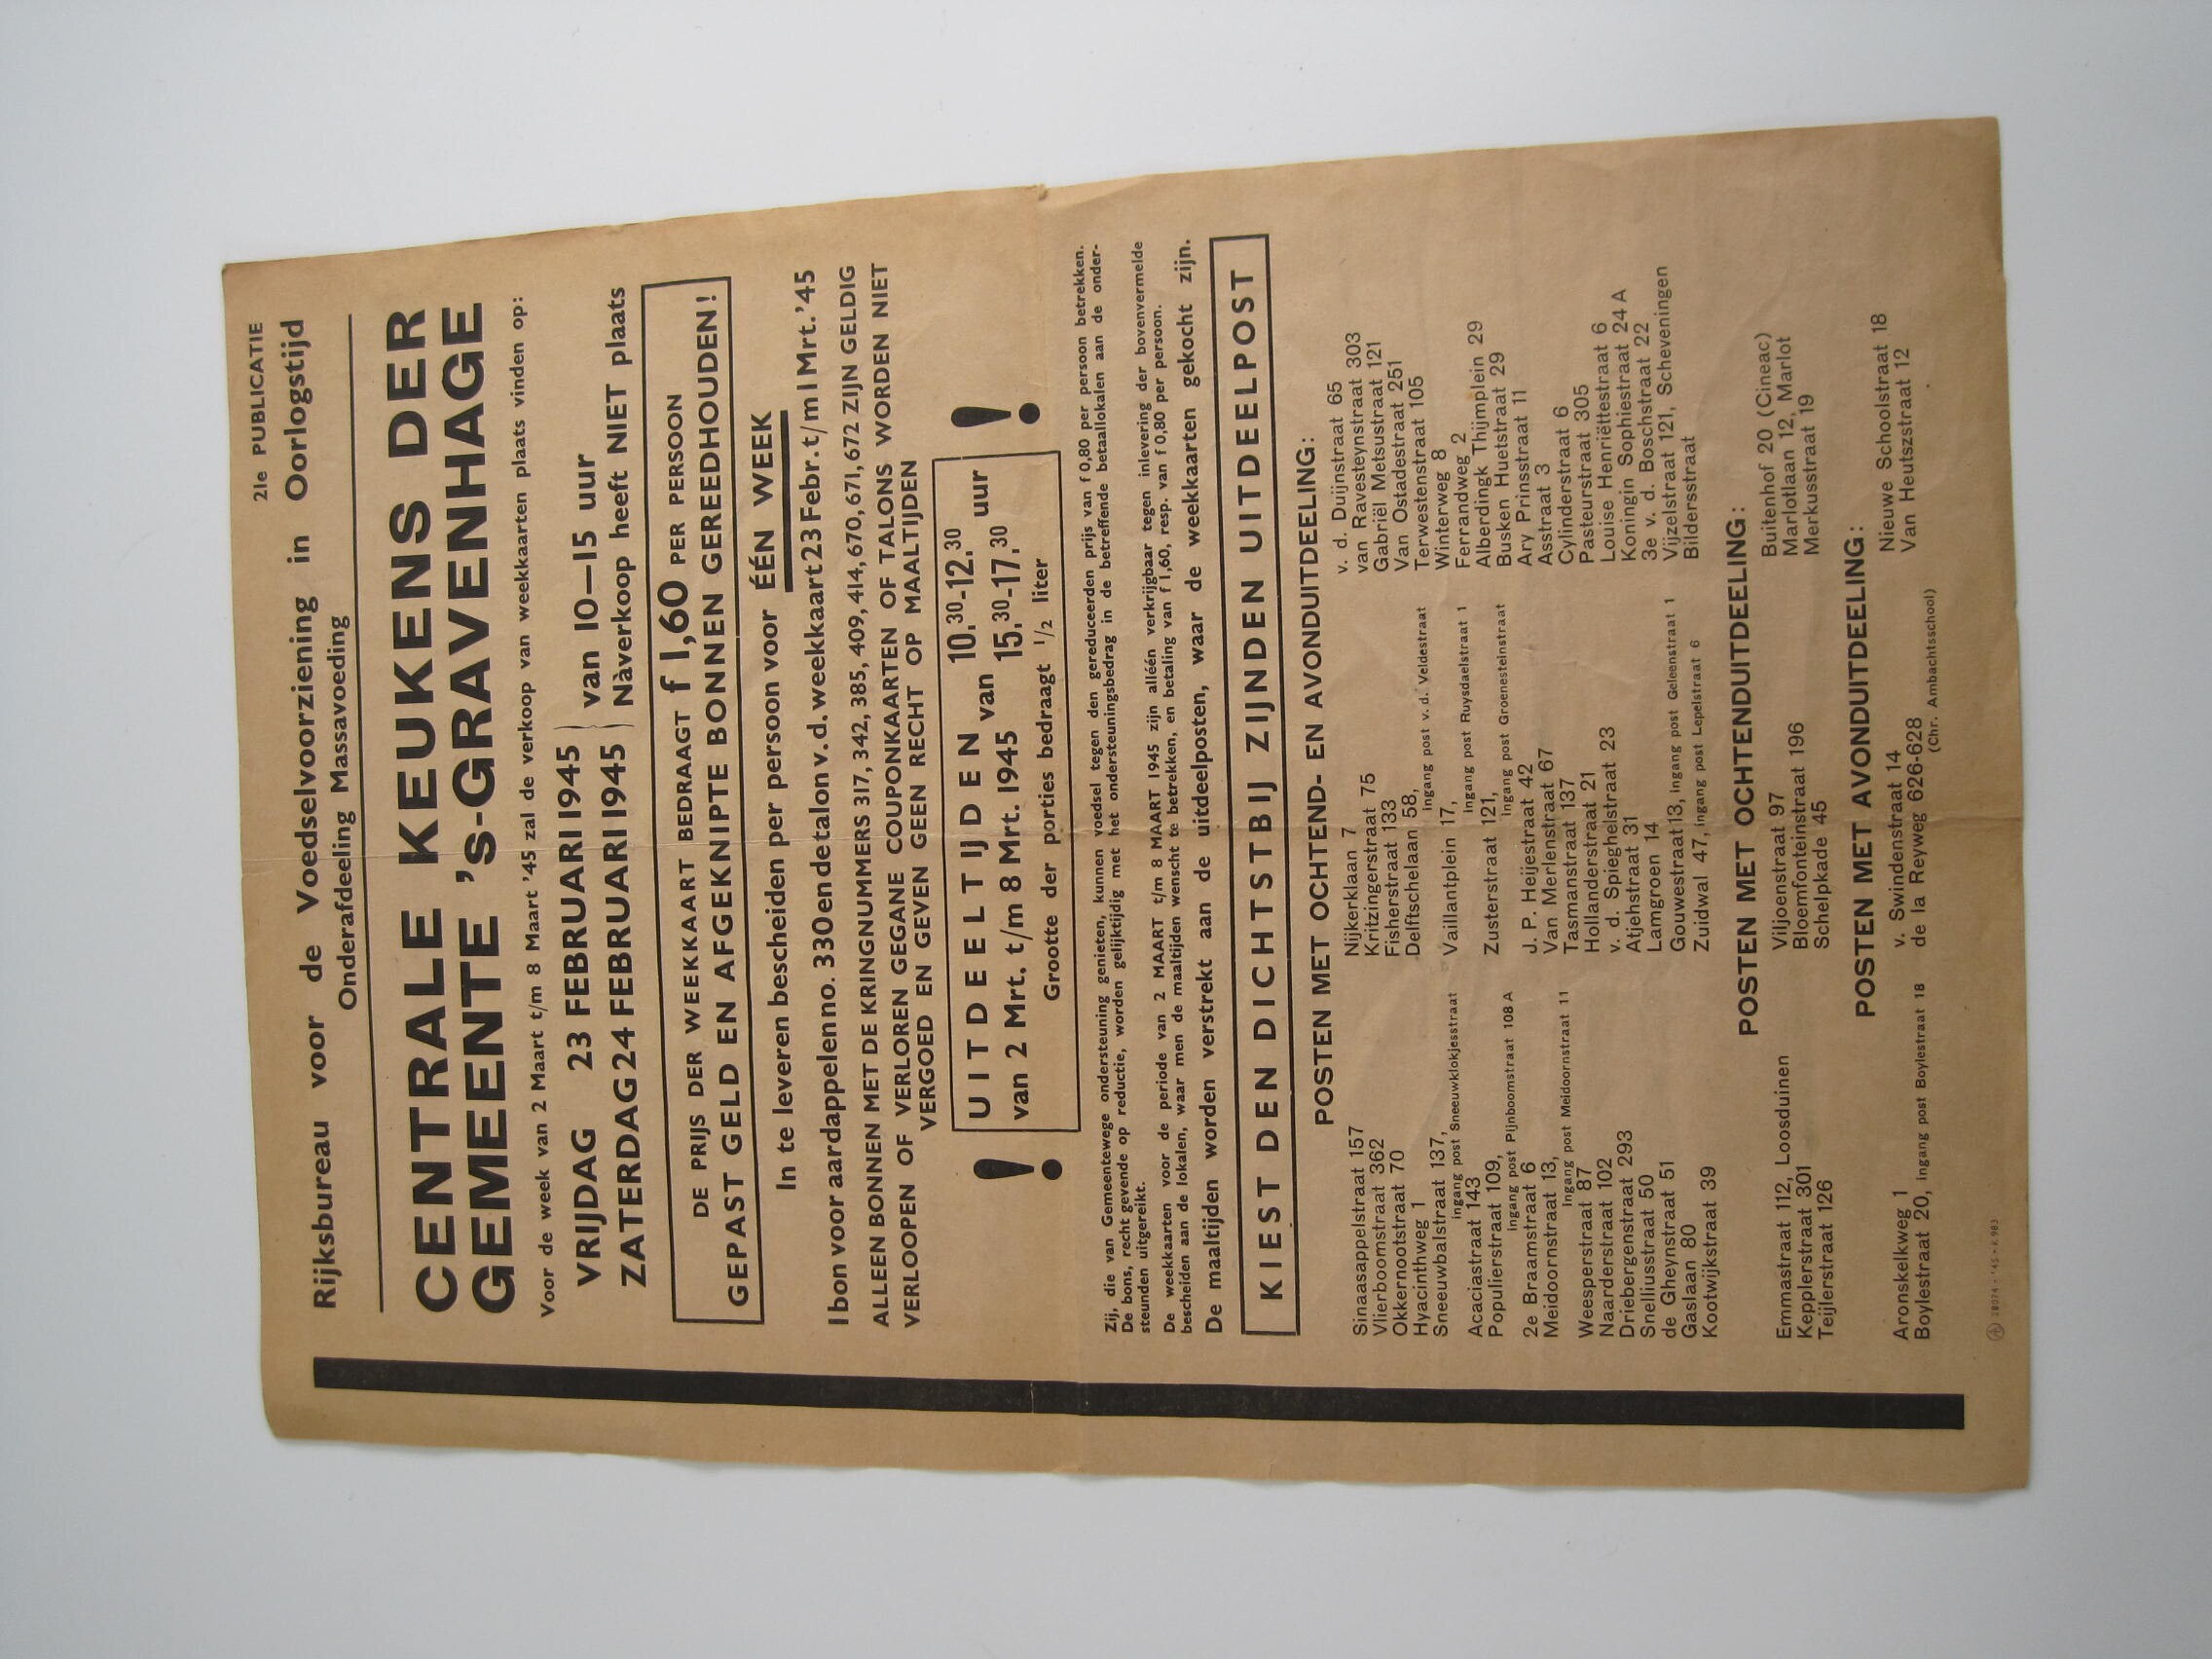 21e PUBLICATIE
Rijksbureau voor de Voedselvoorziening in Oorlogstijd
Onderafdeeling Massavoeding
CENTRALE KEUKENS DER
GEMEENTE 's-GRAVENHAGE
Voor de week van 2 Maart t/m 8 Maart '45 zal de verkoop van weekkaarten plaats vinden op:
VRIJDAG 23 FEBRUARI 1945 } van 10—15 uur
ZATERDAG 24 FEBRUARI 1945 } Nàverkoop heeft NIET plaats
DE PRIJS DER WEEKKAART BEDRAAGT f 1,60 PER PERSOON
GEPAST GELD EN AFGEKNIPTE BONNEN GEREEDHOUDEN!
In te leveren bescheiden per persoon voor ÉÉN WEEK
1 bon voor aardappelen no. 330 en de talon v. d. weekkaart 23 Febr. t/m 1 Mrt. '45
ALLEEN BONNEN MET DE KRINGNUMMERS 317, 342, 385, 409, 414, 670, 671, 672 ZIJN GELDIG
VERLOOPEN OF VERLOREN GEGANE COUPONKAARTEN OF TALONS WORDEN NIET
VERGOED EN GEVEN GEEN RECHT OP MAALTIJDEN
! UITDEELTIJDEN van 10.30-12.30 uur !
van 2 Mrt. t/m 8 Mrt. 1945 15.30-17.30
Grootte der porties bedraagt 1/2 liter
Zij, die van Gemeentewege ondersteuning genieten, kunnen voedsel tegen den gereduceerden prijs van f 0,80 per persoon betrekken.
De bons, recht gevende op reductie, worden gelijktijdig met het ondersteuningsbedrag in de betreffende betaallokalen aan de onder-
steunden uitgereikt.
De weekkaarten voor de periode van 2 MAART t/m 8 MAART 1945 zijn alléén verkrijgbaar tegen inlevering der bovenvermelde
bescheiden aan de lokalen, waar men de maaltijden wenscht te betrekken, en betaling van f 1,60, resp. van f 0,80 per persoon.
De maaltijden worden verstrekt aan de uitdeelposten, waar de weekkaarten gekocht zijn.
KIEST DEN DICHTSTBIJ ZIJNDEN UITDEELPOST
POSTEN MET OCHTEND- EN AVONDUITDEELING:
Sinaasappelstraat 157
Vlierboomstraat 362
Okkernootstraat 70
Hyacinthweg 1
Sneeuwbalstraat 137,
ingang post Sneeuwklokjesstraat
Acaciastraat 143
Populierstraat 109,
ingang post Pijnboomstraat 108 A
2e Braamstraat 6
Meidoornstraat 13,
ingang post Meidoornstraat 11
Weesperstraat 87
Naarderstraat 102
Driebergenstraat 293
Snelliusstraat 50
de Gheynstraat 51
Gaslaan 80
Kootwijkstraat 39
Nijkerklaan 7
Kritzingerstraat 75
Fisherstraat 133
Delftschelaan 58,
ingang post v. d. Veldestraat
Vaillantplein 17,
ingang post Ruysdaelstraat 1
Zusterstraat 121,
ingang post Groenesteinstraat
J. P. Heijestraat 42
Van Merlenstraat 67
Tasmanstraat 137
Hollanderstraat 21
v. d. Spieghelstraat 23
Atjehstraat 31
Lamgroen 14
Gouwestraat 13, ingang post Geleenstraat 1
Zuidwal 47, ingang post Lepelstraat 6
v. d. Duijnstraat 65
van Ravesteynstraat 303
Gabriël Metsustraat 121
Van Ostadestraat 251
Terwestenstraat 105
Winterweg 8
Ferrandweg 2
Alberdingk Thijmplein 29
Busken Huetstraat 29
Ary Prinsstraat 11
Asstraat 3
Cylinderstraat 6
Pasteurstraat 305
Louise Henriëttestraat 6
Koningin Sophiestraat 24 A
3e v. d. Boschstraat 22
Vijzelstraat 121, Scheveningen
Bildersstraat
POSTEN MET OCHTENDUITDEELING:
Emmastraat 112, Loosduinen
Kepplerstraat 301
Teijlerstraat 126
Viljoenstraat 97
Bloemfonteinstraat 196
Schelpkade 45
Buitenhof 20 (Cineac)
Marlotlaan 12, Marlot
Merkusstraat 19
POSTEN MET AVONDUITDEELING:
Aronskelkweg 1
Boylestraat 20, ingang post Boylestraat 18
v. Swindenstraat 14
de la Reyweg 626-628
(Chr. Ambachtsschool)
Nieuwe Schoolstraat 18
Van Heutszstraat 12